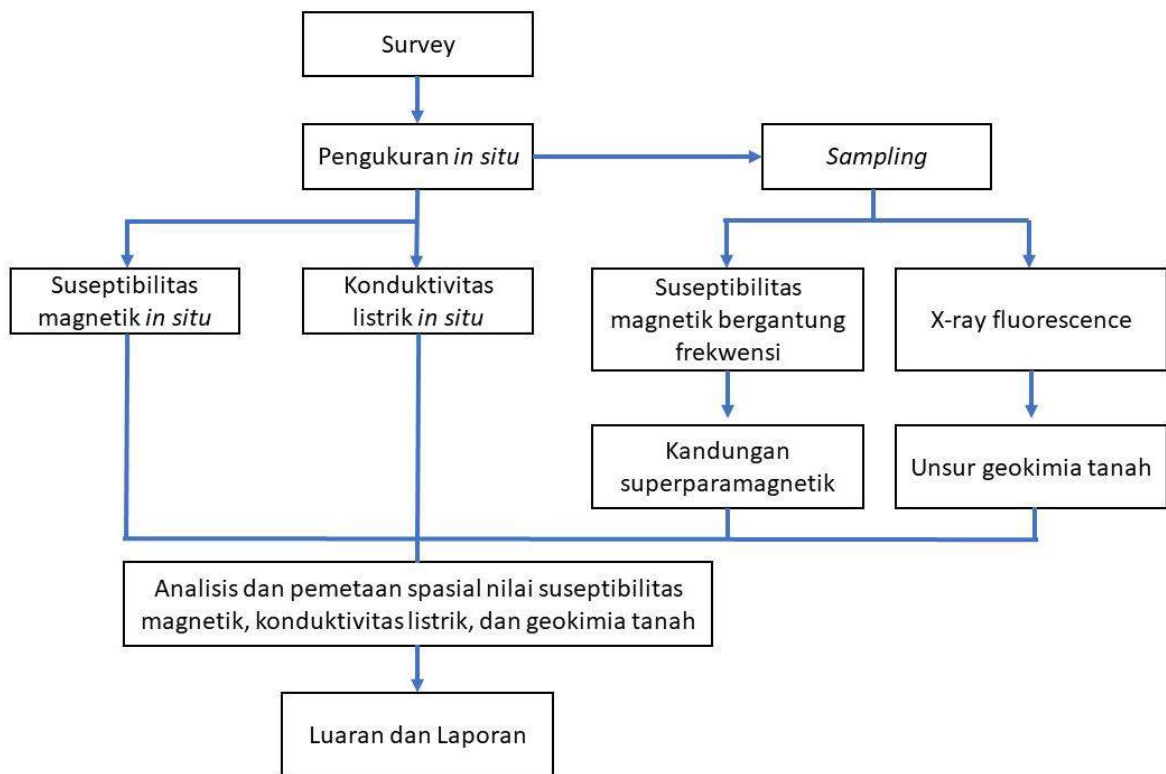 Survey
Pengukuran in situ
Sampling
Suseptibilitas
magnetik in situ
Konduktivitas
listrik in situ
Suseptibilitas
magnetik bergantung
frekwensi
X-ray fluorescence
Kandungan
superparamagnetik
Unsur geokimia tanah
Analisis dan pemetaan spasial nilai suseptibilitas
magnetik, konduktivitas listrik, dan geokimia tanah
Luaran dan Laporan